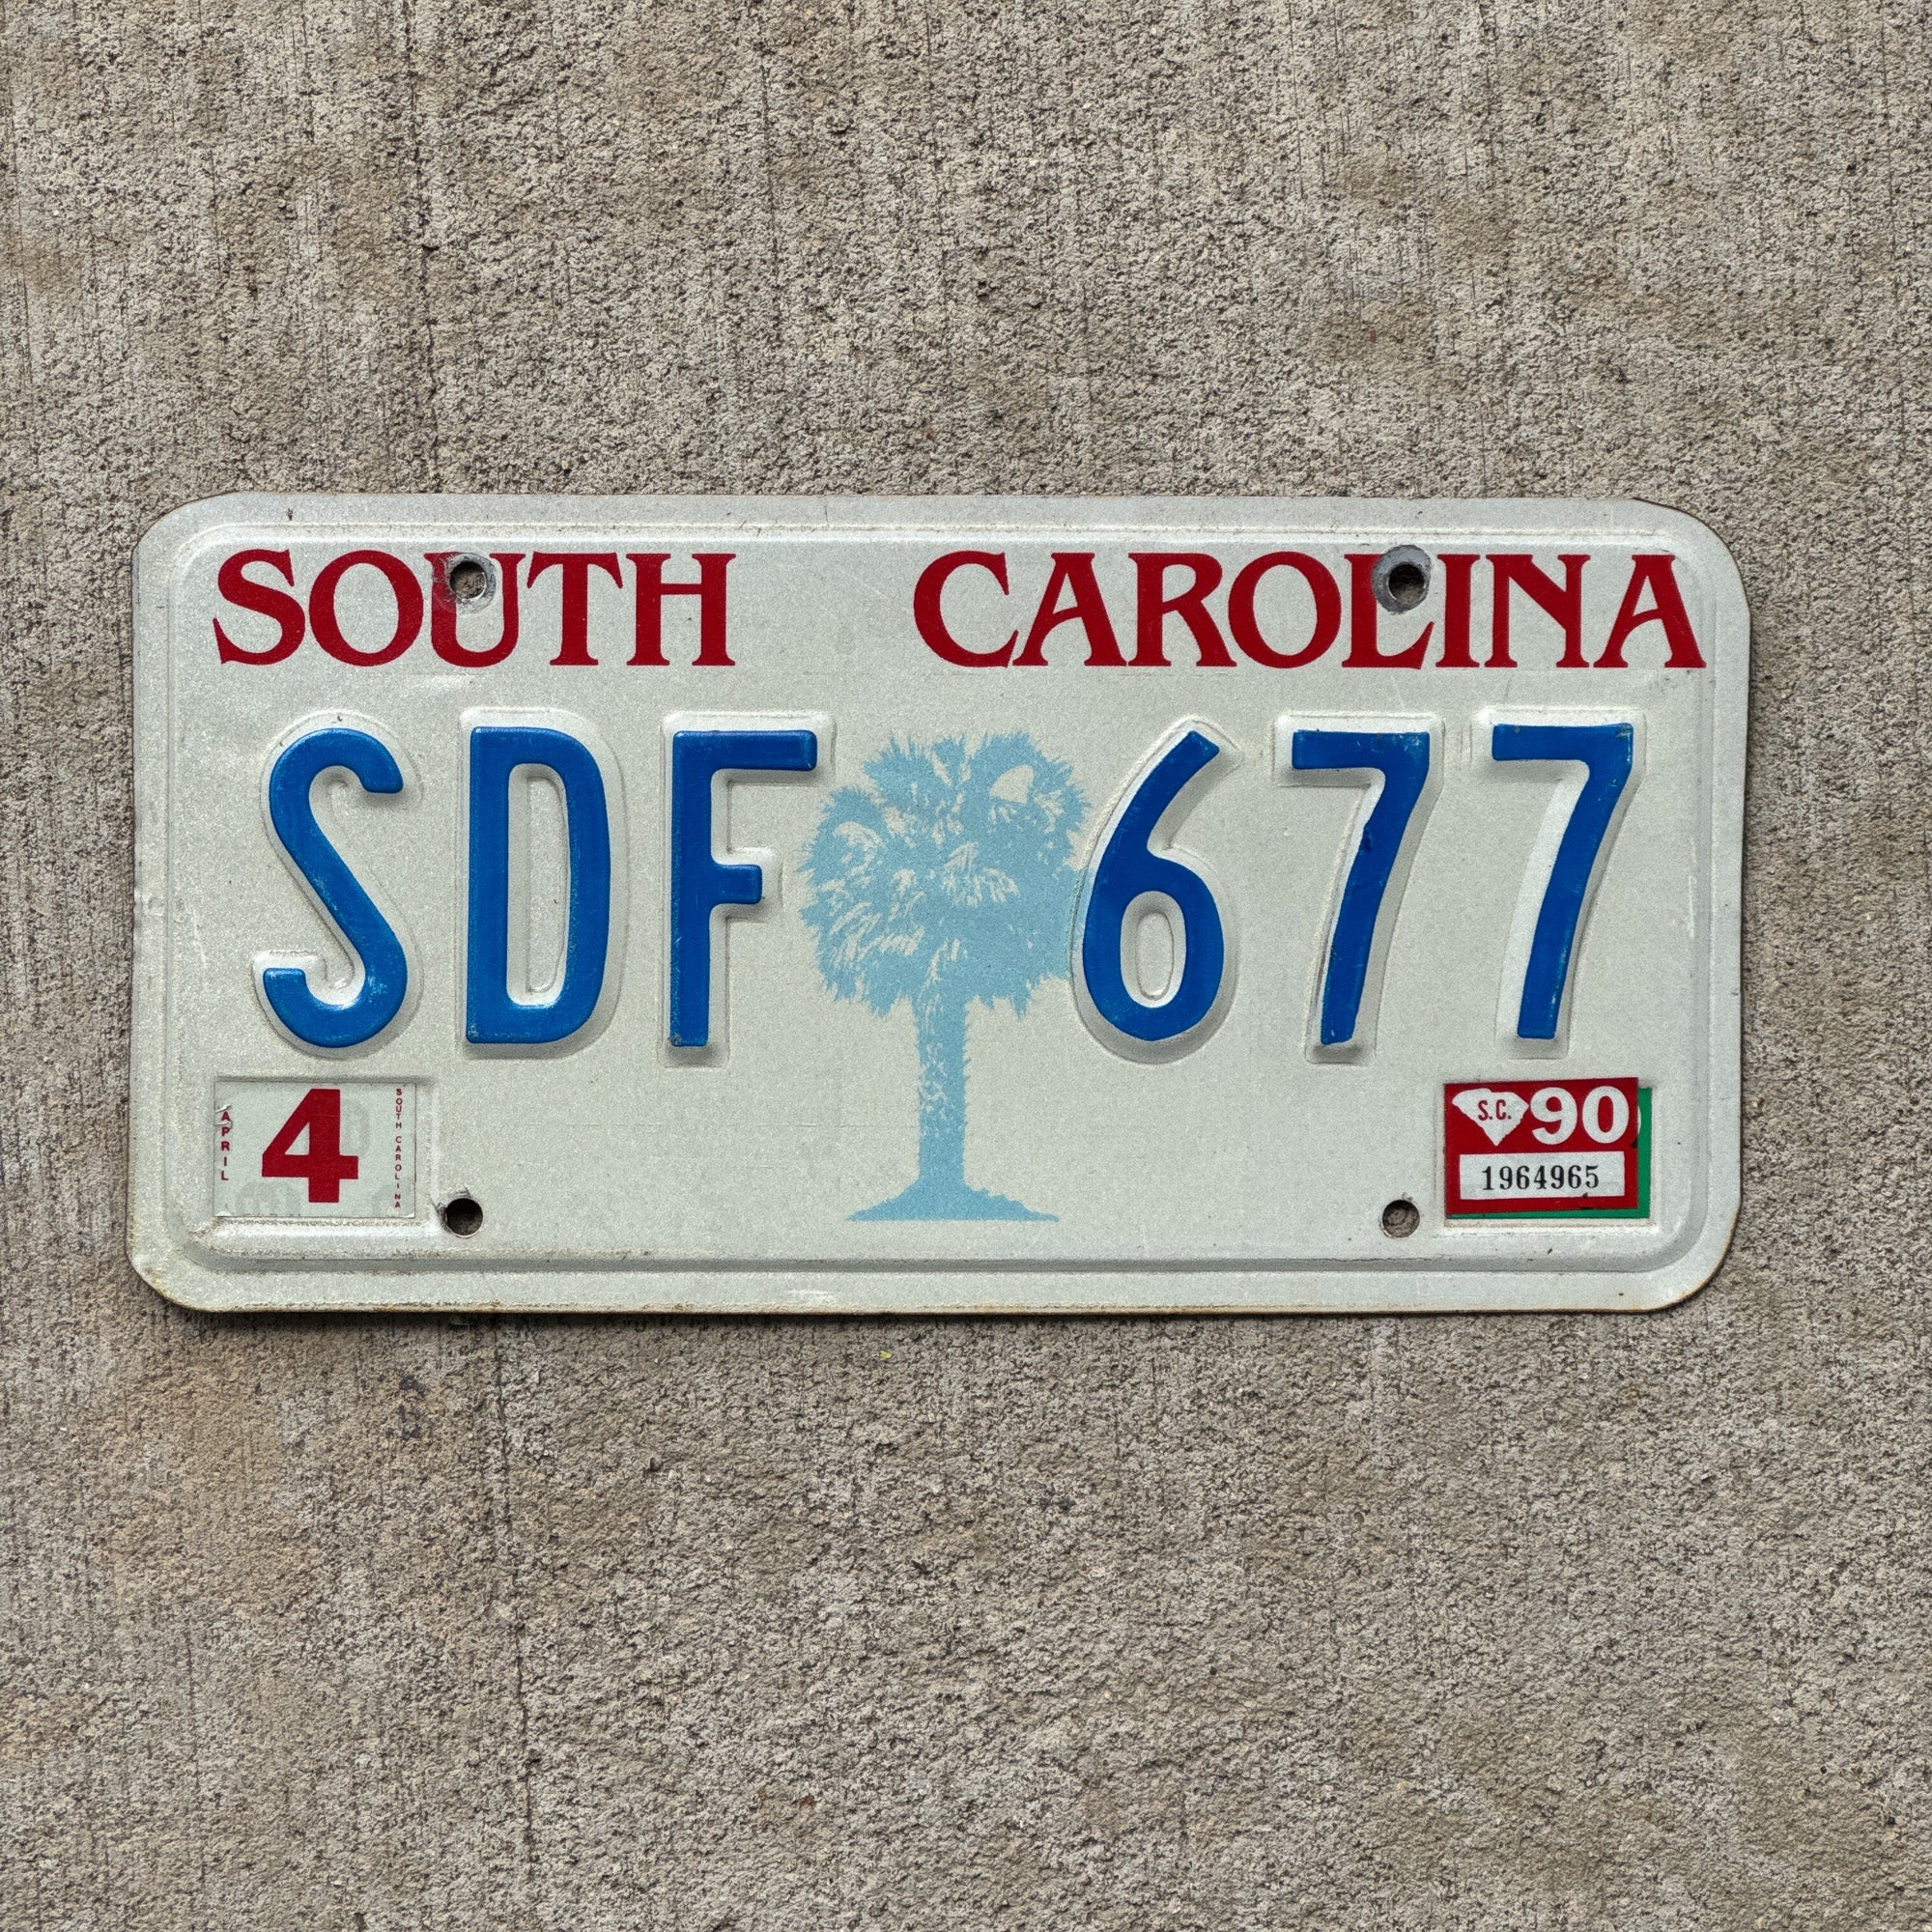 SOUTH CAROLINA
SDF 677
APRIL
4
SOUTH CAROLINA
S.C. 90
1964965